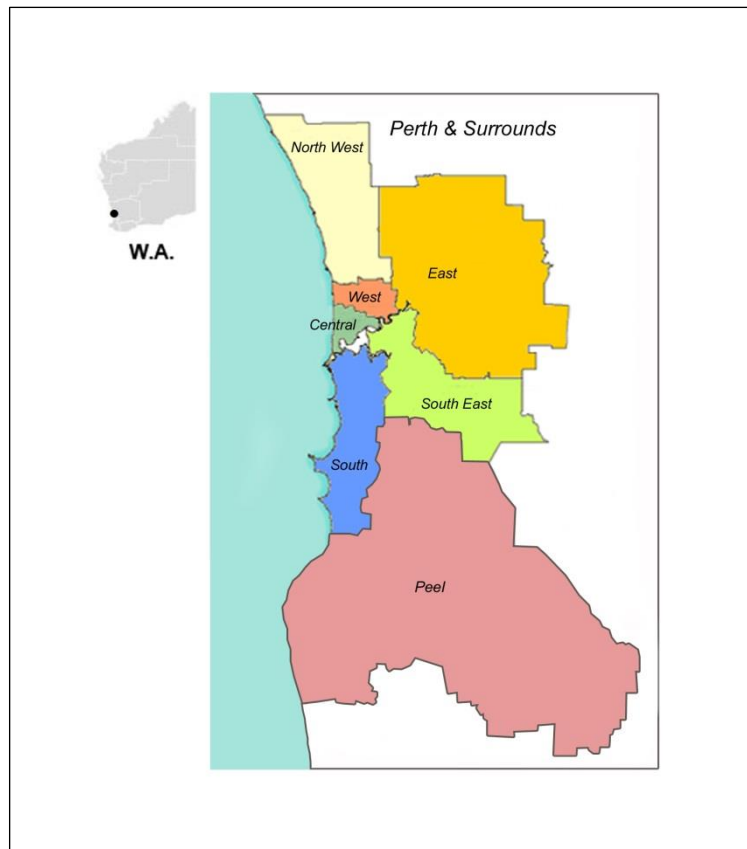 Perth & Surrounds
North West
W.A.
East
West
Central
South East
South
Peel